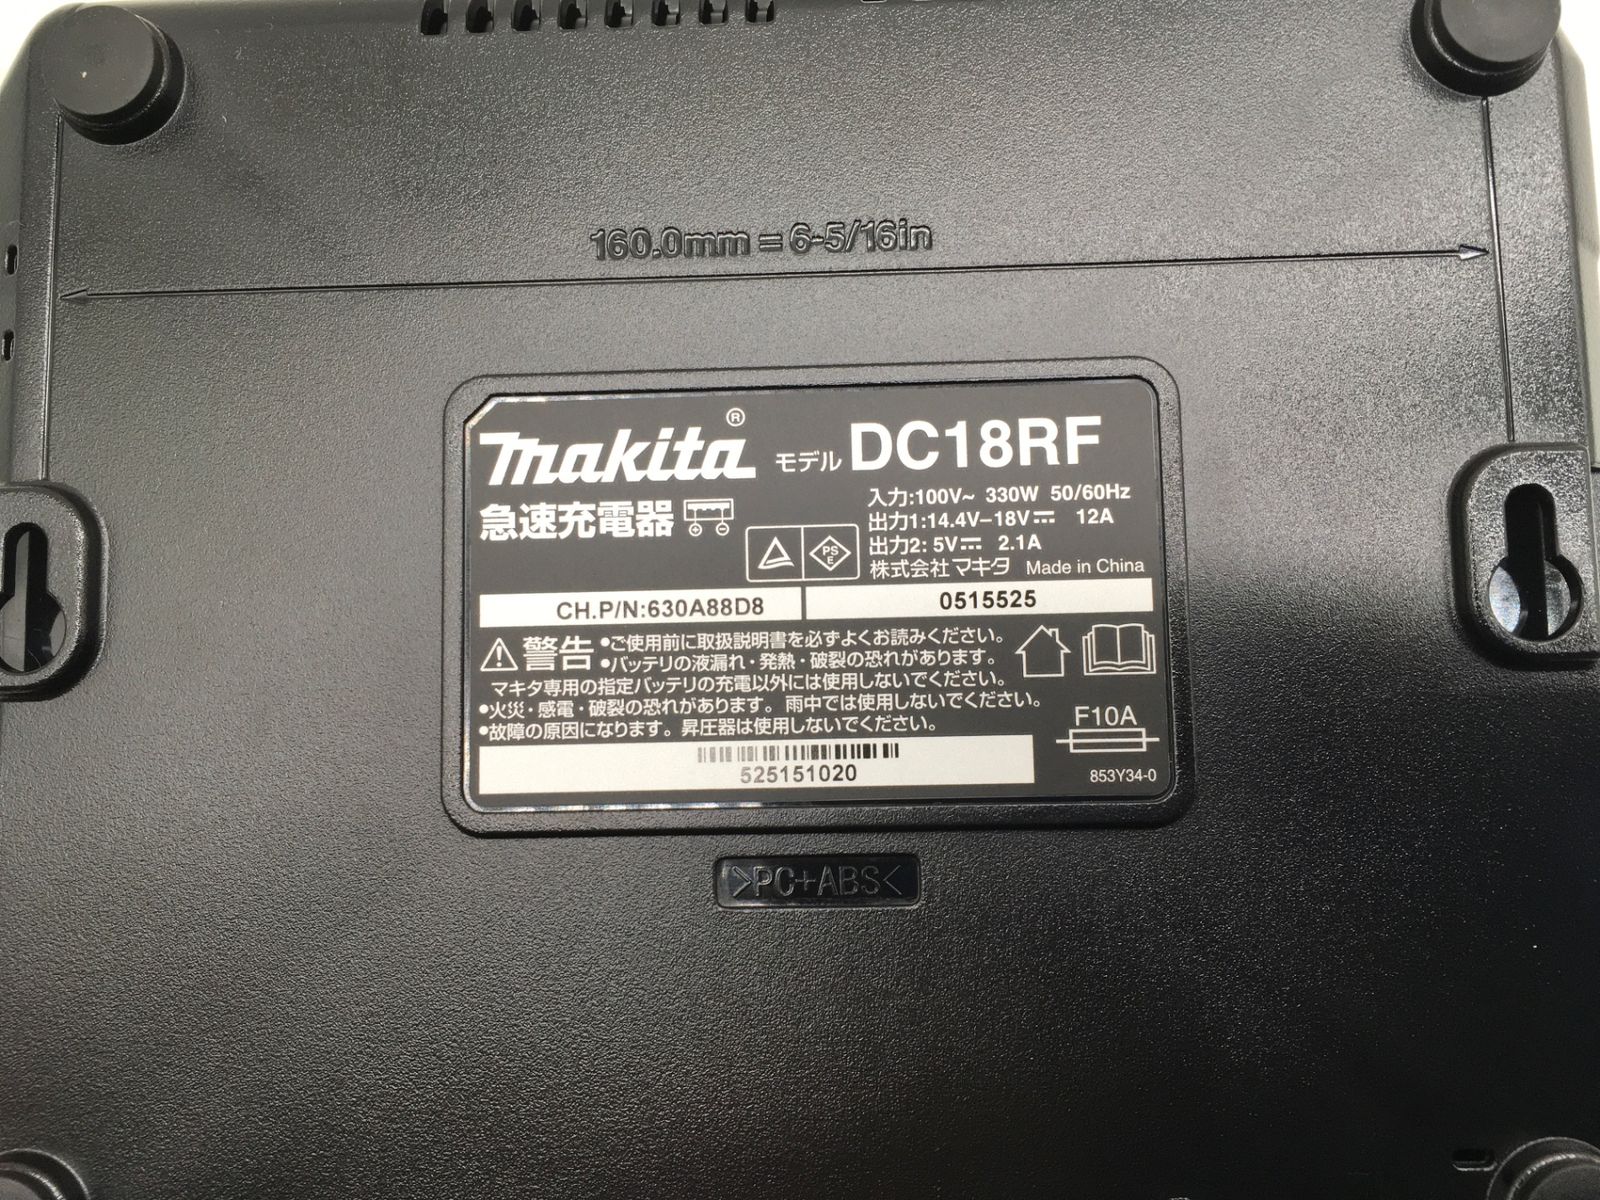 160.0mm = 6-5/16in
makita® モデル DC18RF
急速充電器
入力:100V~ 330W 50/60Hz
出力1:14.4V-18V⎓ 12A
出力2: 5V⎓ 2.1A
PS
E
株式会社マキタ Made in China
CH.P/N:630A88D8 0515525
警告 •ご使用前に取扱説明書を必ずよくお読みください。
•バッテリの液漏れ・発熱・破裂の恐れがあります。
マキタ専用の指定バッテリの充電以外には使用しないでください。
•火災・感電・破裂の恐れがあります。雨中では使用しないでください。
•故障の原因になります。昇圧器は使用しないでください。
F10A
525151020
853Y34-0
>PC+ABS<